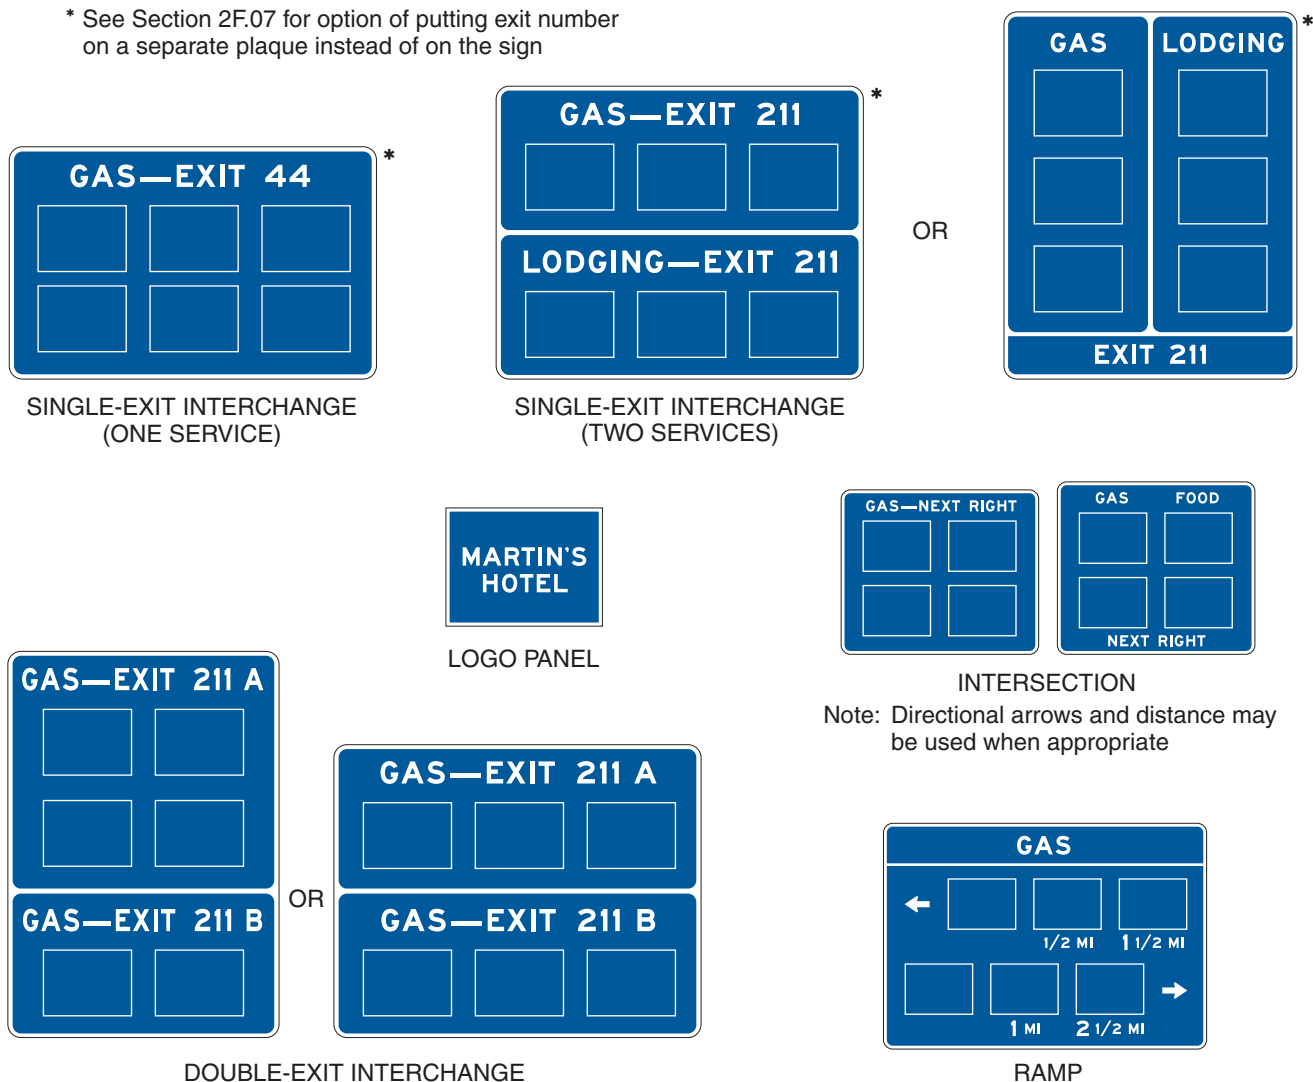 * See Section 2F.07 for option of putting exit number
on a separate plaque instead of on the sign
GAS—EXIT 44
*
SINGLE-EXIT INTERCHANGE
(ONE SERVICE)
GAS—EXIT 211
*
LODGING—EXIT 211
SINGLE-EXIT INTERCHANGE
(TWO SERVICES)
OR
GAS LODGING
*
EXIT 211
MARTIN'S
HOTEL
LOGO PANEL
GAS—NEXT RIGHT
GAS FOOD
NEXT RIGHT
INTERSECTION
Note: Directional arrows and distance may
be used when appropriate
GAS—EXIT 211 A
GAS—EXIT 211 B
OR
GAS—EXIT 211 A
GAS—EXIT 211 B
DOUBLE-EXIT INTERCHANGE
GAS
1/2 MI 1 1/2 MI
1 MI 2 1/2 MI
RAMP